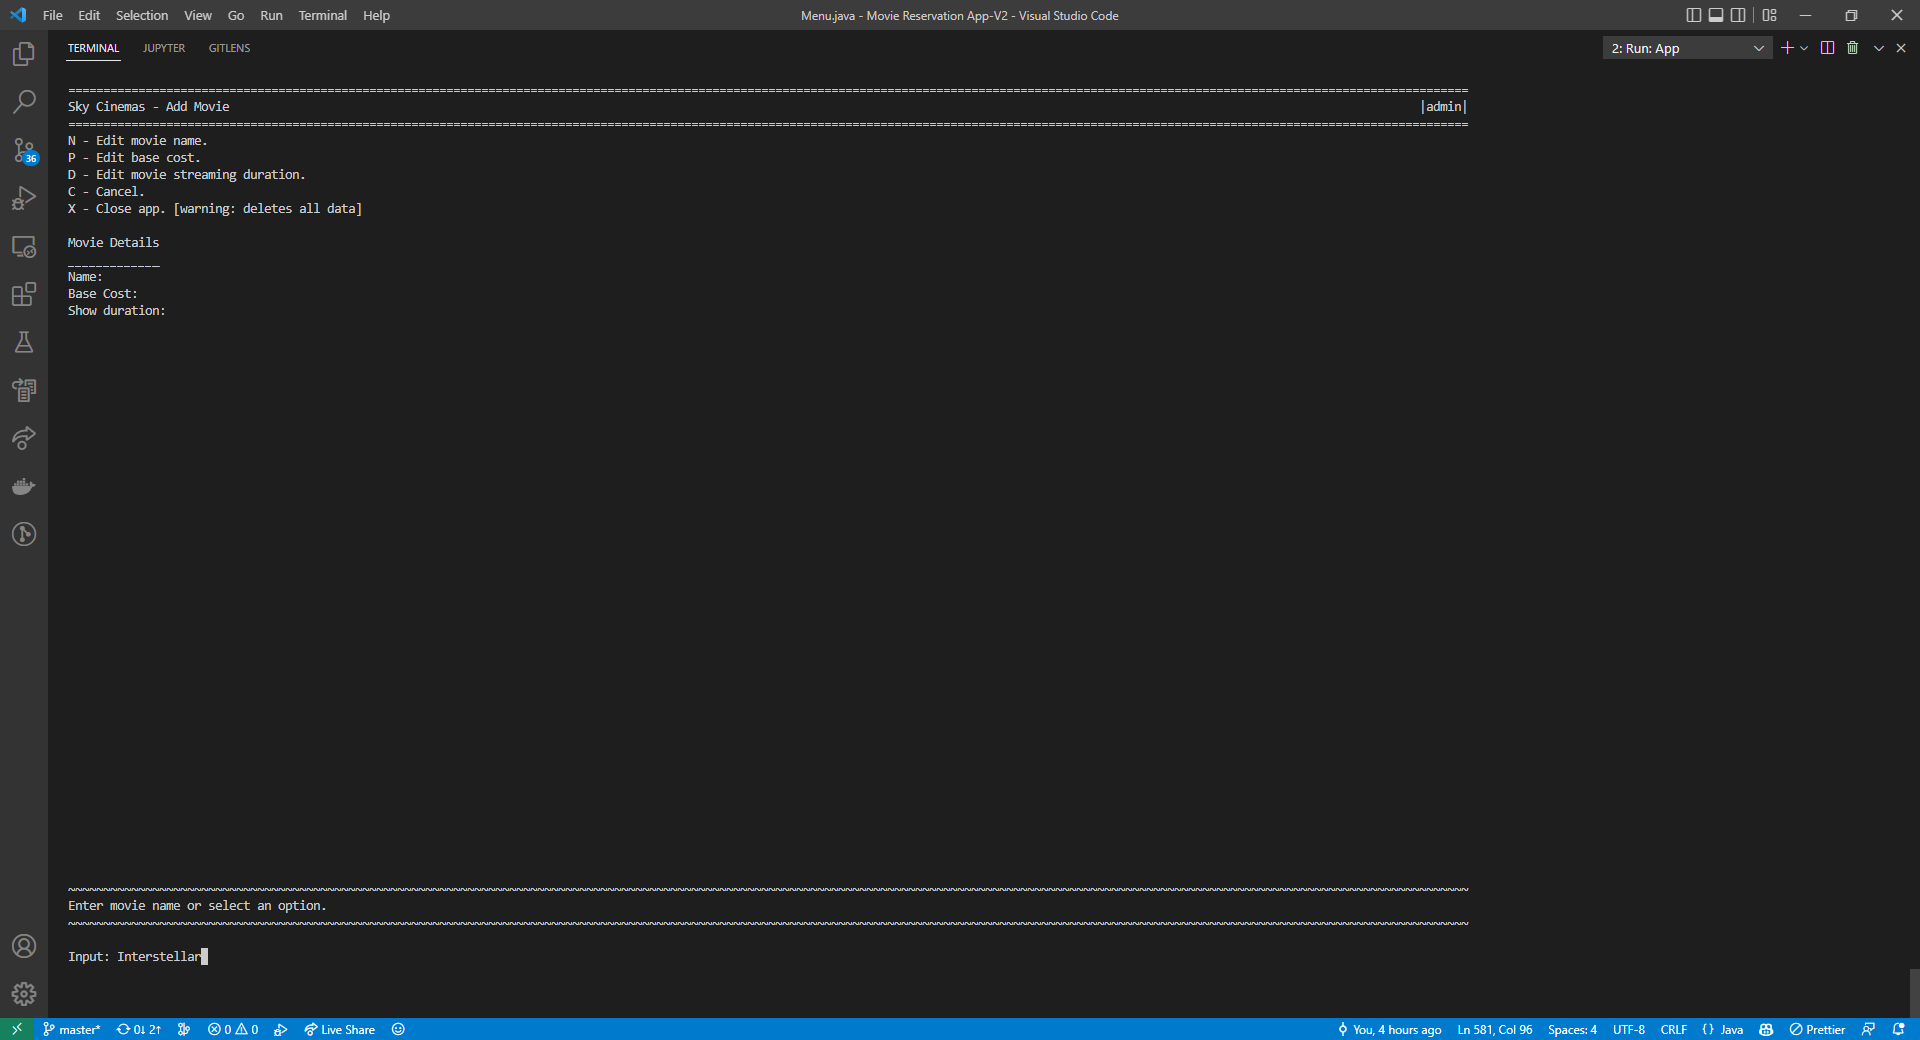 File Edit Selection View Go Run Terminal Help
Menu.java - Movie Reservation App-V2 - Visual Studio Code
TERMINAL JUPYTER GITLENS
2: Run: App
Sky Cinemas - Add Movie |admin|
N - Edit movie name.
P - Edit base cost.
D - Edit movie streaming duration.
C - Cancel.
X - Close app. [warning: deletes all data]
Movie Details
_____________
Name:
Base Cost:
Show duration:
Enter movie name or select an option.
Input: Interstellar
36
master* 0↓ 2↑ 0 0 Live Share
You, 4 hours ago Ln 581, Col 96 Spaces: 4 UTF-8 CRLF {} Java Prettier